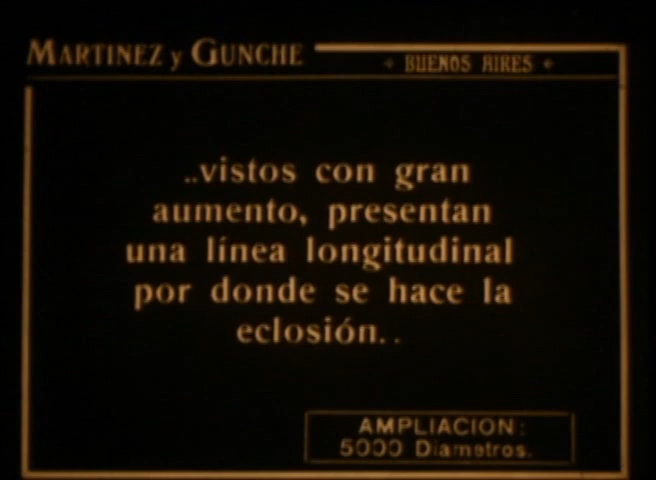 MARTINEZ y GUNCHE
BUENOS AIRES
..vistos con gran
aumento, presentan
una línea longitudinal
por donde se hace la
eclosión..
AMPLIACION:
5000 Diametros.